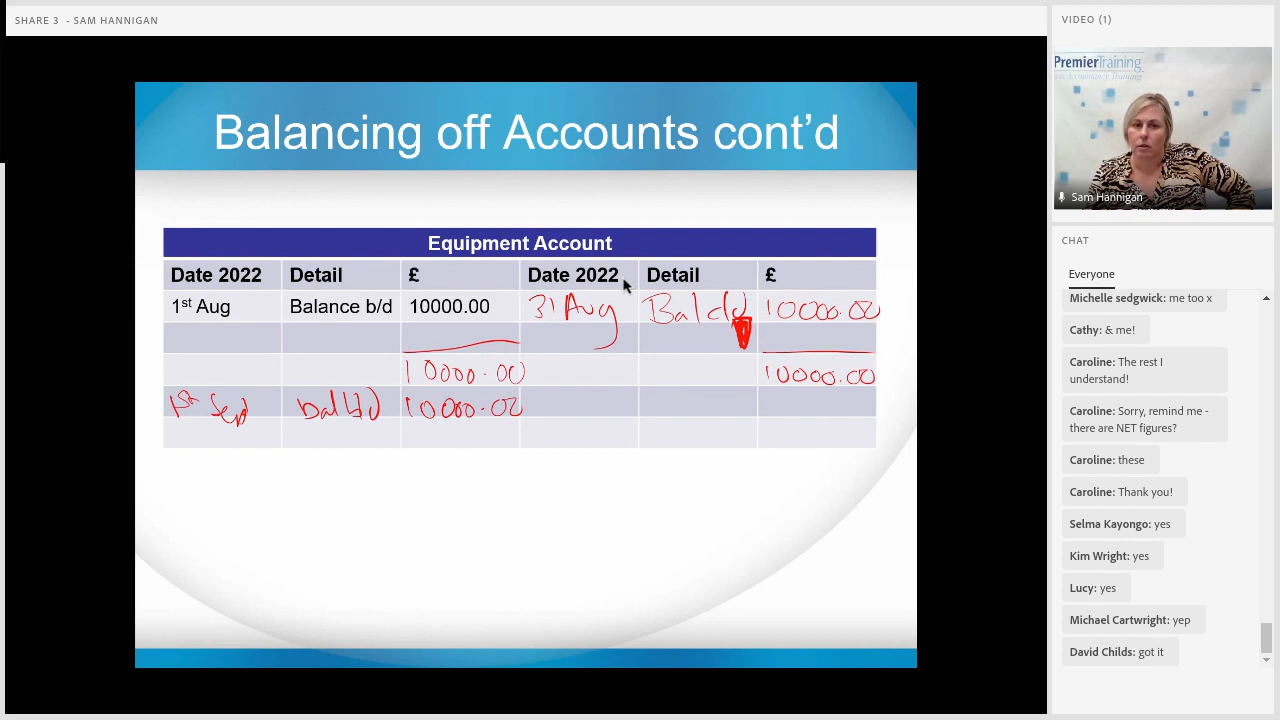 SHARE 3 - SAM HANNIGAN
Balancing off Accounts cont'd
Equipment Account
Date 2022 Detail £ Date 2022 Detail £
1st Aug Balance b/d 10000.00 31 Aug Bal c/d 10000.00
10000.00 10000.00
1st Sep bal b/d 10000.00
VIDEO (1)
PremierTraining
Sam Hannigan
CHAT
Everyone
Michelle sedgwick: me too x
Cathy: & me!
Caroline: The rest I
understand!
Caroline: Sorry, remind me -
there are NET figures?
Caroline: these
Caroline: Thank you!
Selma Kayongo: yes
Kim Wright: yes
Lucy: yes
Michael Cartwright: yep
David Childs: got it